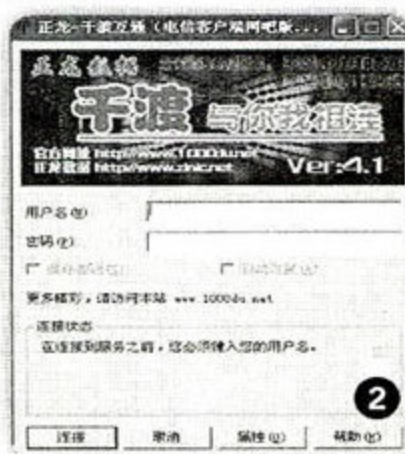 正龙-千渡互通(电信客户端网吧版...
正龙数据
千渡 与你我相连
官方网址 http://www.1000du.net
正龙数据 http://www.zlnic.net
Ver:4.1
用户名(N)
密码(P)
更多精彩,请访问本站 www.1000du.net
连接状态
在连接到服务之前,您必须键入您的用户名。
2
连接 取消 属性(O) 帮助(H)